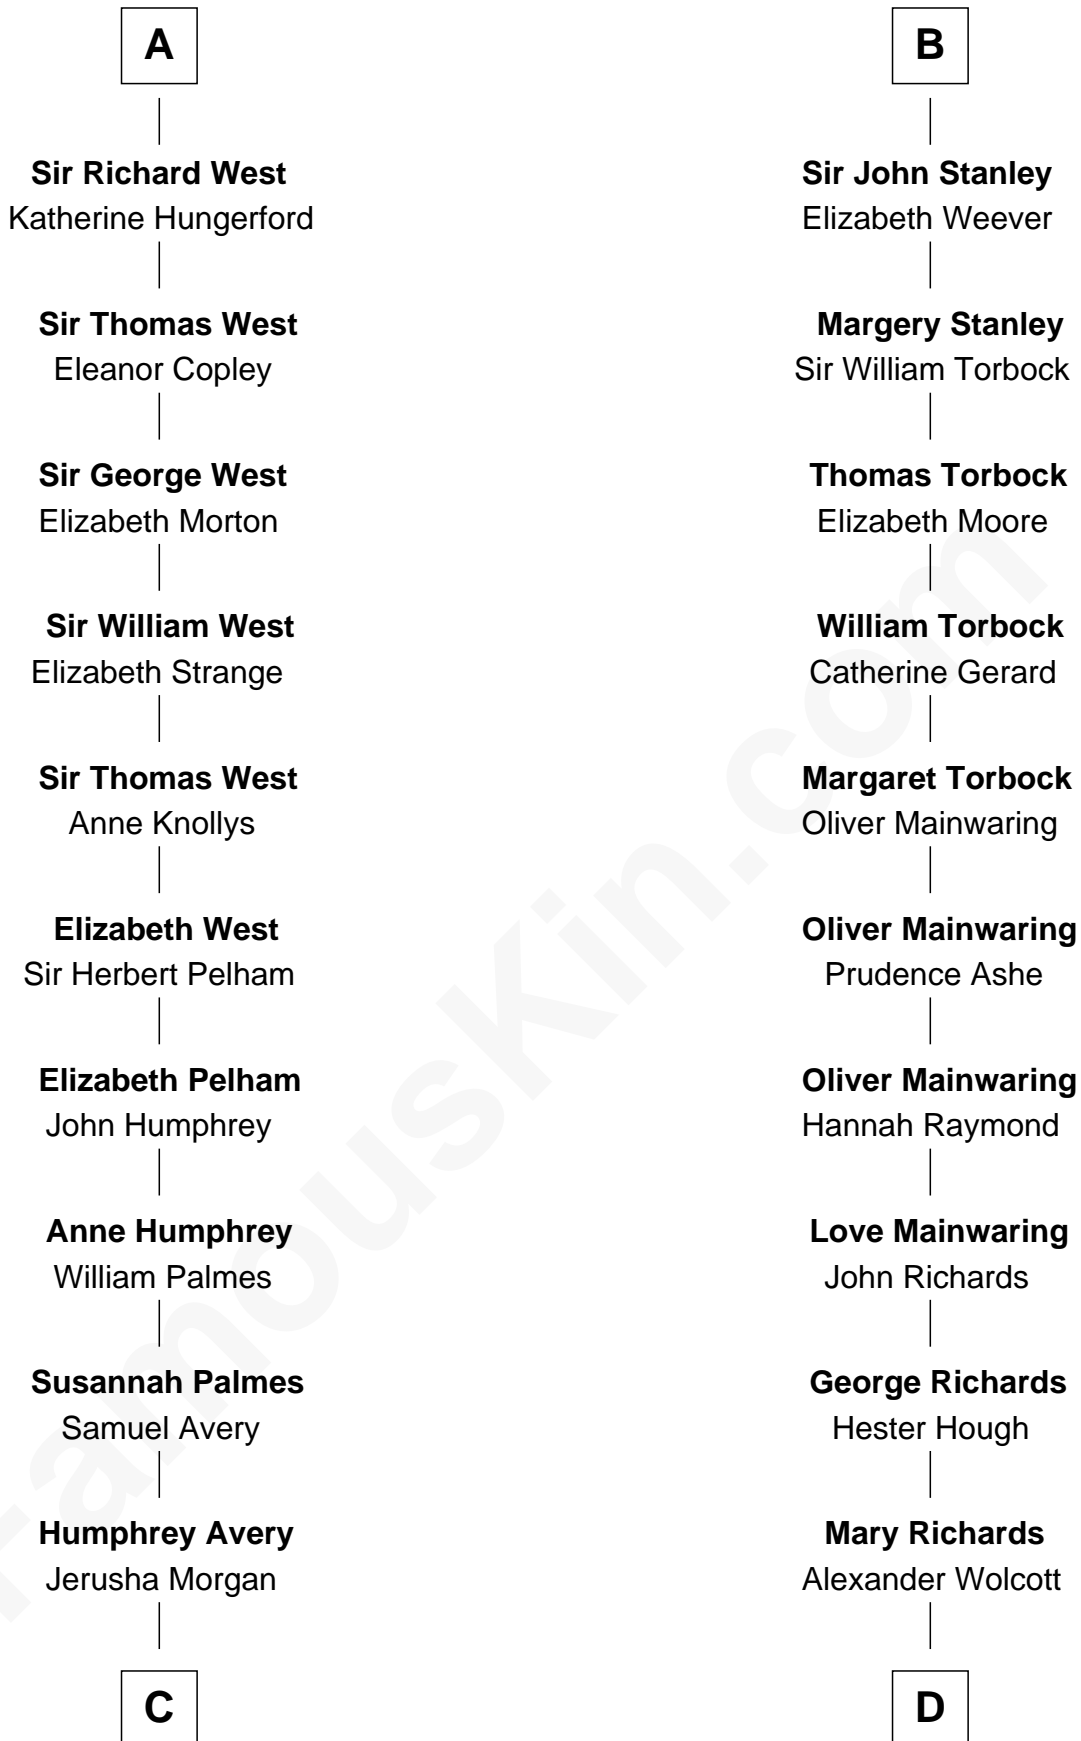 A
Sir Richard West
Katherine Hungerford
Sir Thomas West
Eleanor Copley
Sir George West
Elizabeth Morton
Sir William West
Elizabeth Strange
Sir Thomas West
Anne Knollys
Elizabeth West
Sir Herbert Pelham
Elizabeth Pelham
John Humphrey
Anne Humphrey
William Palmes
Susannah Palmes
Samuel Avery
Humphrey Avery
Jerusha Morgan
C
B
Sir John Stanley
Elizabeth Weever
Margery Stanley
Sir William Torbock
Thomas Torbock
Elizabeth Moore
William Torbock
Catherine Gerard
Margaret Torbock
Oliver Mainwaring
Oliver Mainwaring
Prudence Ashe
Oliver Mainwaring
Hannah Raymond
Love Mainwaring
John Richards
George Richards
Hester Hough
Mary Richards
Alexander Wolcott
D
FamousKin.com